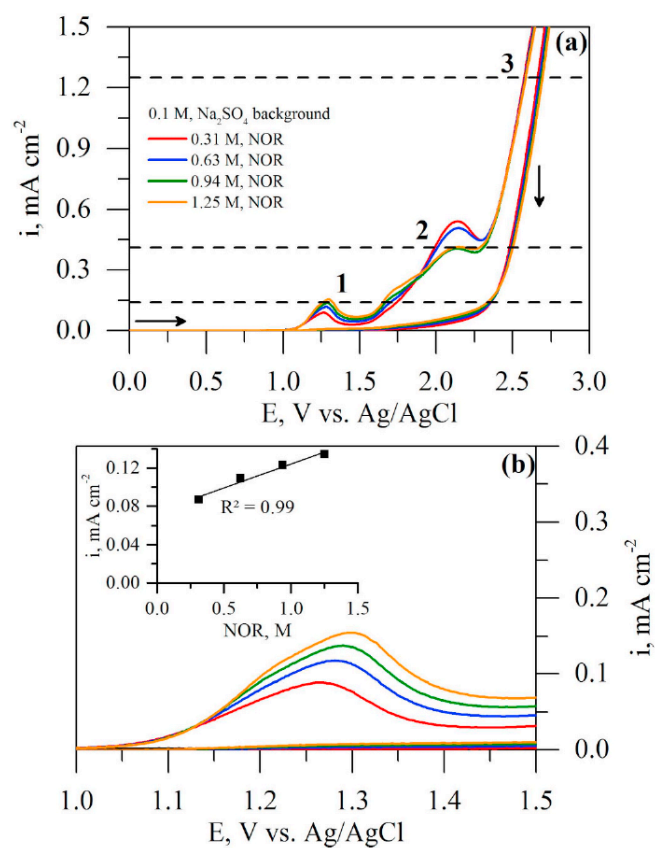 (a)
i, mA cm⁻²
1.5
1.2
0.9
0.6
0.3
0.0
0.1 M, Na₂SO₄ background
0.31 M, NOR
0.63 M, NOR
0.94 M, NOR
1.25 M, NOR
1
2
3
0.0 0.5 1.0 1.5 2.0 2.5 3.0
E, V vs. Ag/AgCl
(b)
i, mA cm⁻²
0.12
0.08
0.04
0.00
R² = 0.99
0.0 0.5 1.0 1.5
NOR, M
0.4
0.3
0.2
0.1
0.0
i, mA cm⁻²
1.0 1.1 1.2 1.3 1.4 1.5
E, V vs. Ag/AgCl